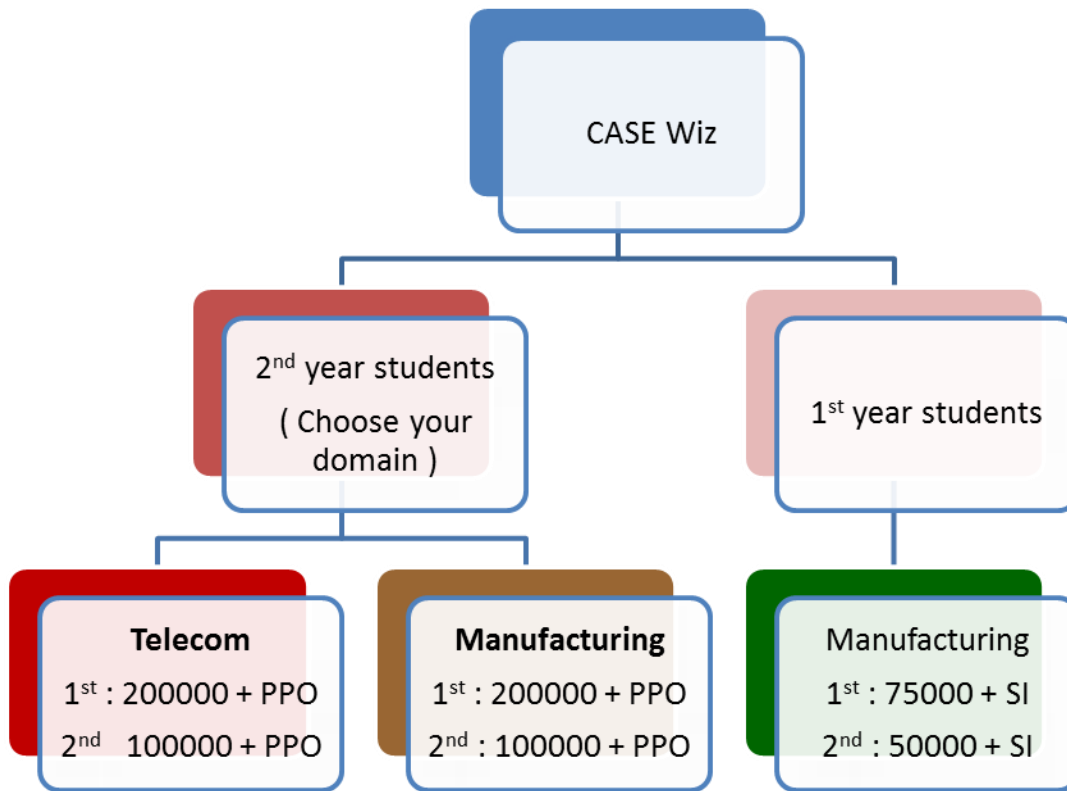 CASE Wiz
2nd year students
( Choose your
domain )
1st year students
Telecom
1st : 200000 + PPO
2nd 100000 + PPO
Manufacturing
1st : 200000 + PPO
2nd : 100000 + PPO
Manufacturing
1st : 75000 + SI
2nd : 50000 + SI